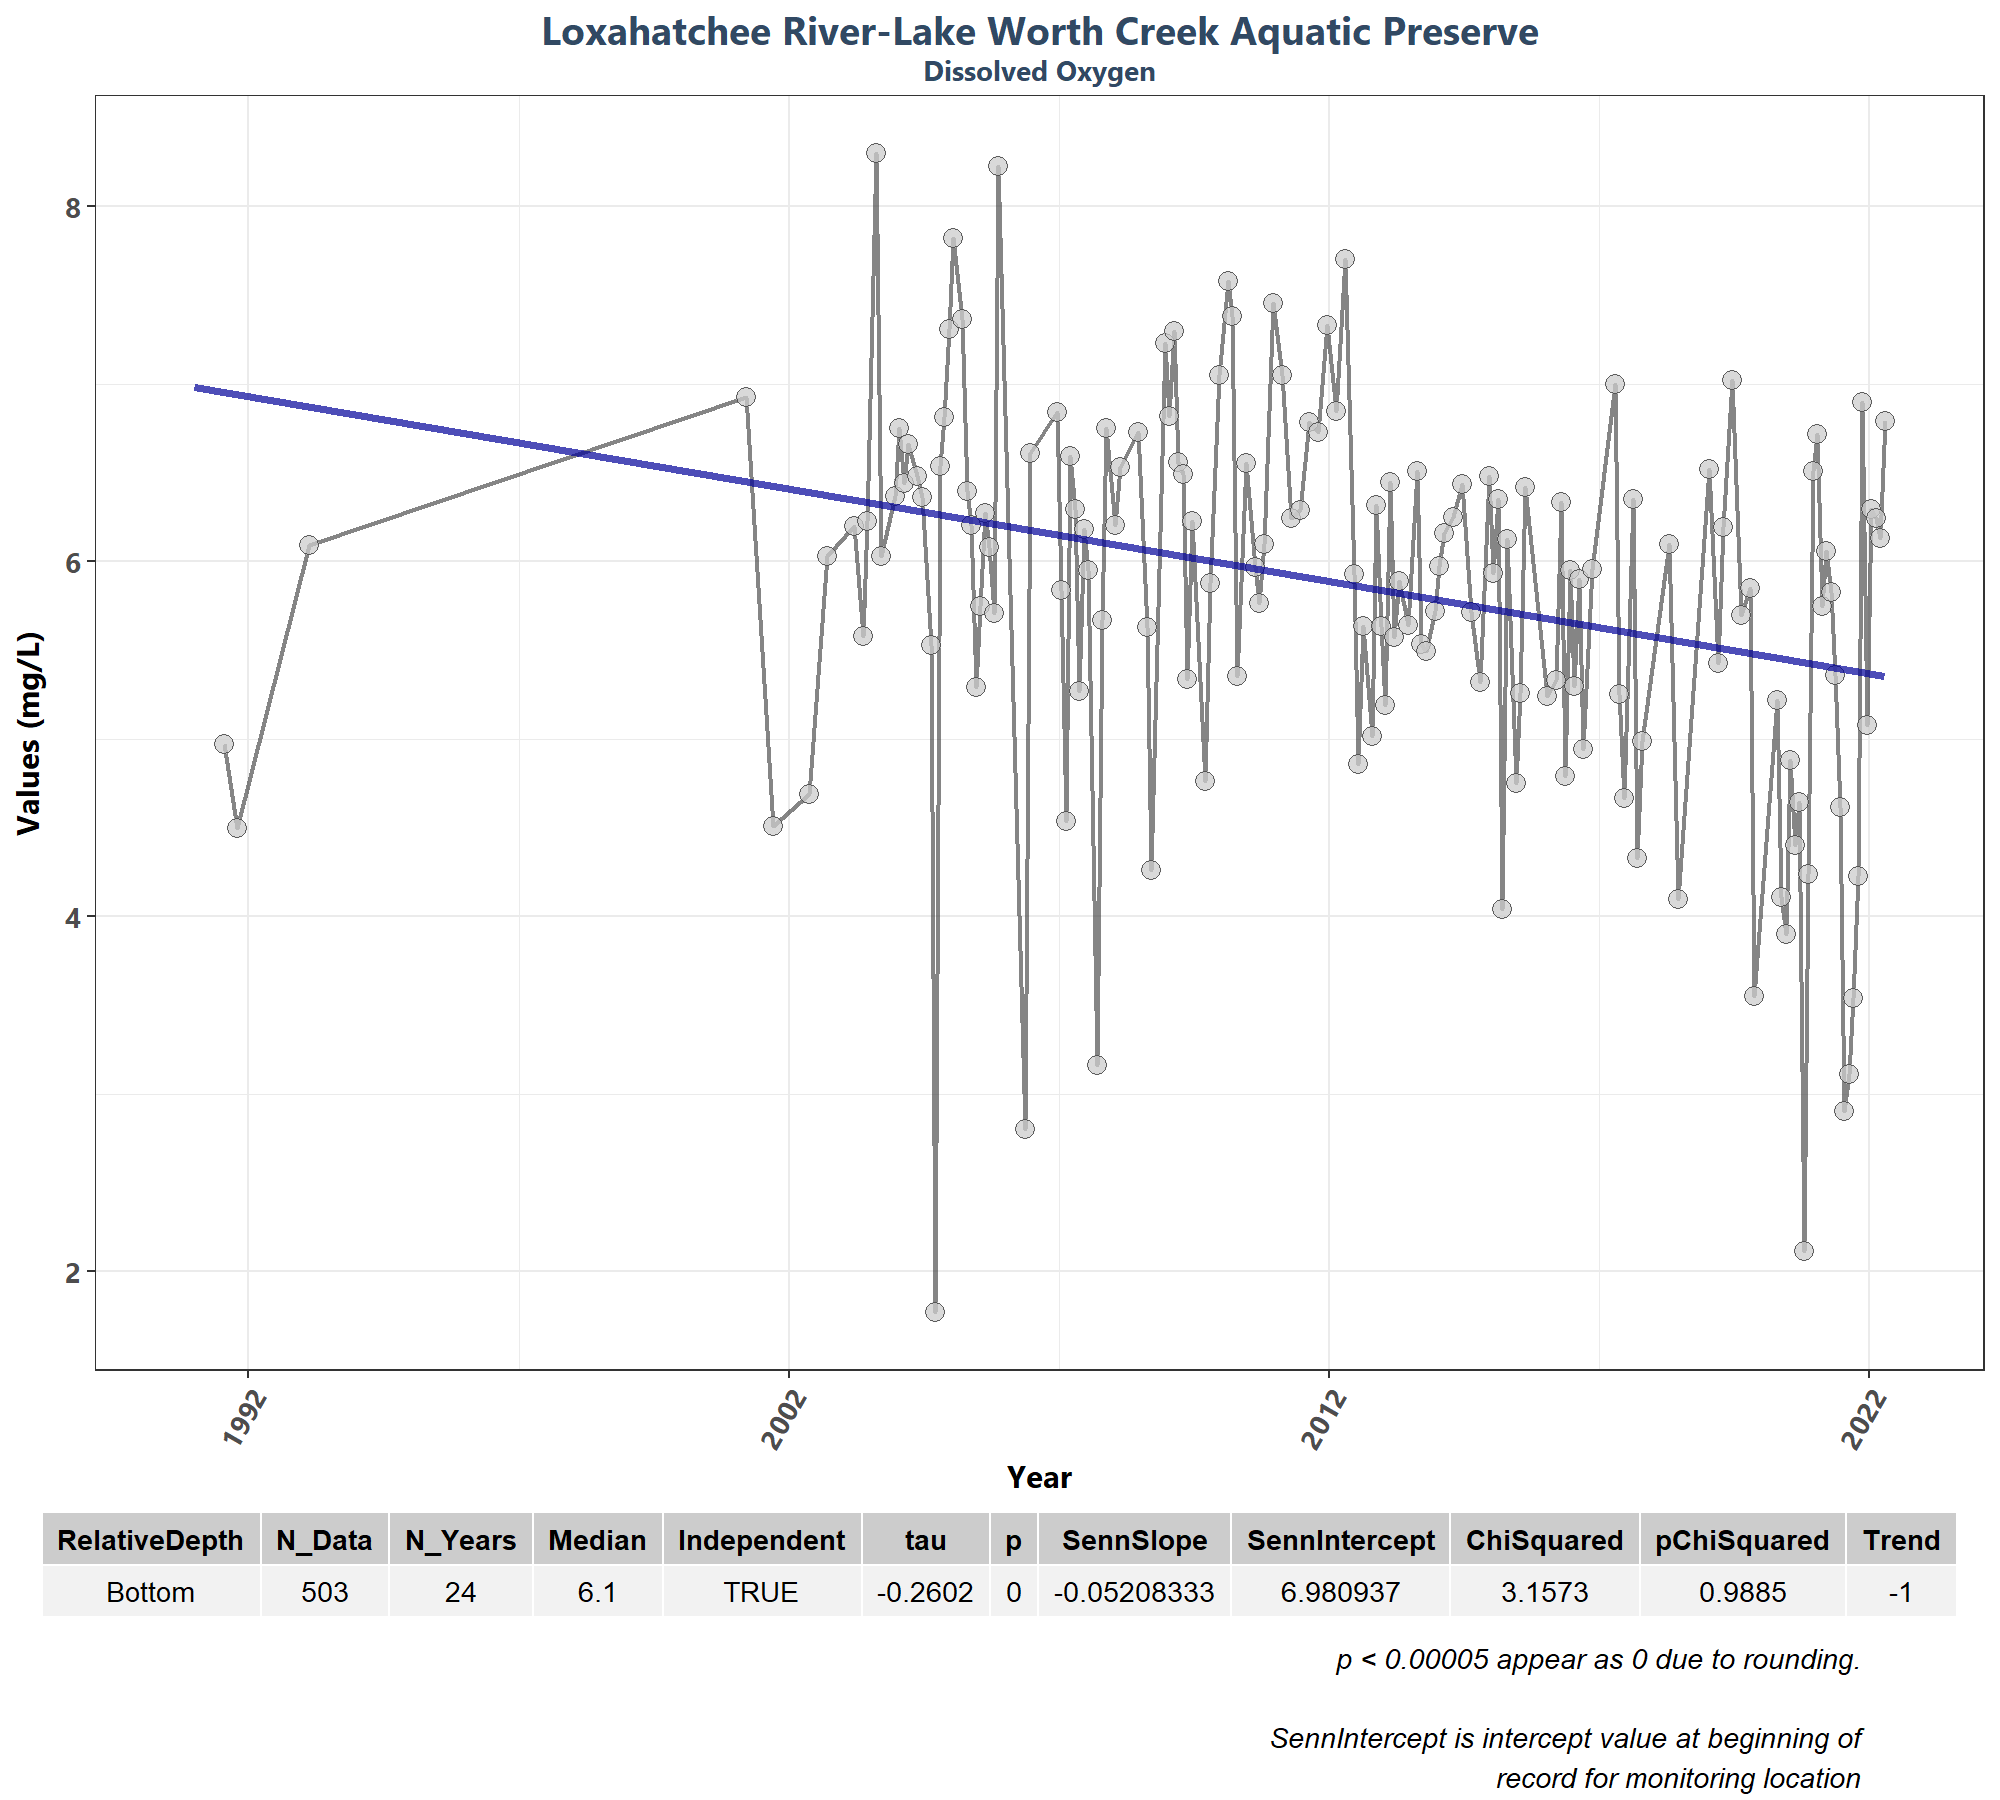 Loxahatchee River-Lake Worth Creek Aquatic Preserve
Dissolved Oxygen
Values (mg/L)
8
6
4
2
1992 2002 2012 2022
Year
RelativeDepth N_Data N_Years Median Independent tau p SennSlope SennIntercept ChiSquared pChiSquared Trend
Bottom 503 24 6.1 TRUE -0.2602 0 -0.05208333 6.980937 3.1573 0.9885 -1
p < 0.00005 appear as 0 due to rounding.
SennIntercept is intercept value at beginning of
record for monitoring location